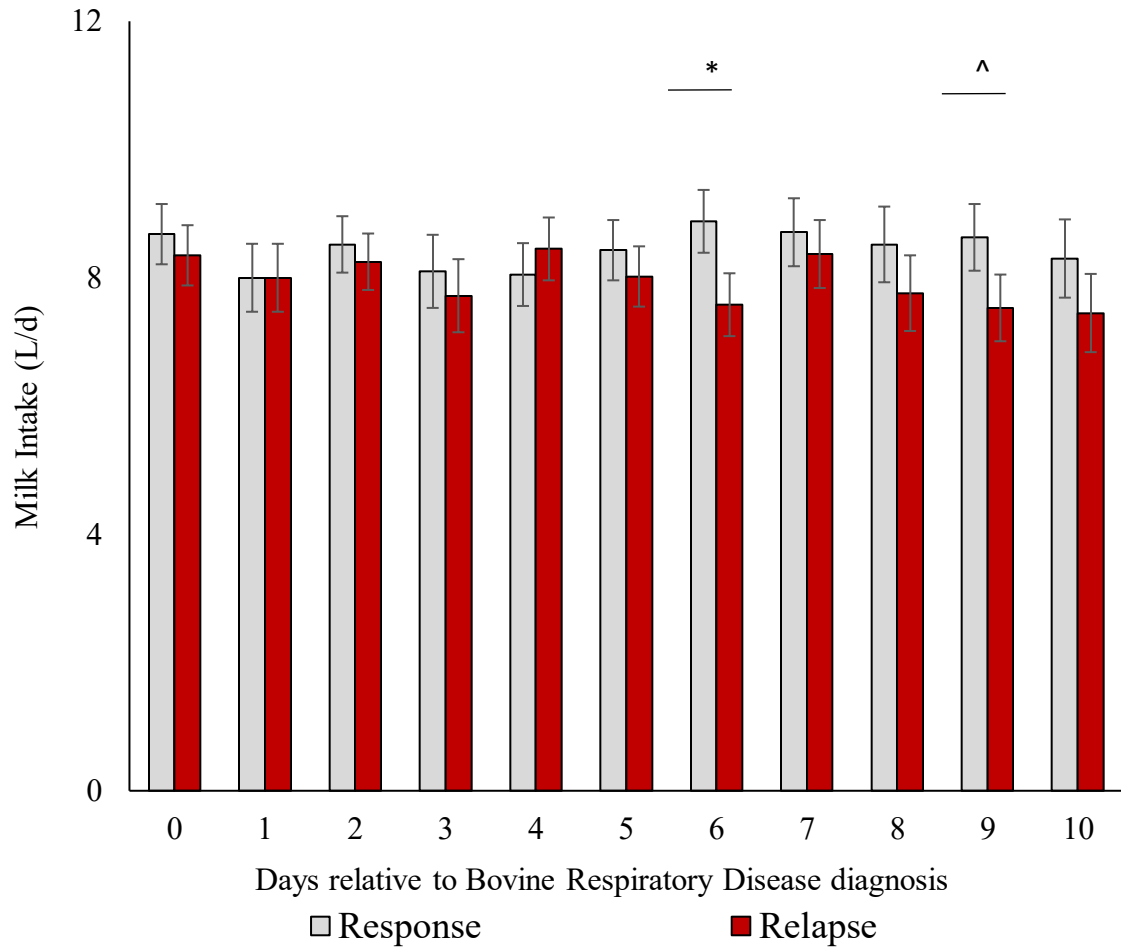 12
* ^
8
4
0
Milk Intake (L/d)
0 1 2 3 4 5 6 7 8 9 10
Days relative to Bovine Respiratory Disease diagnosis
Response Relapse